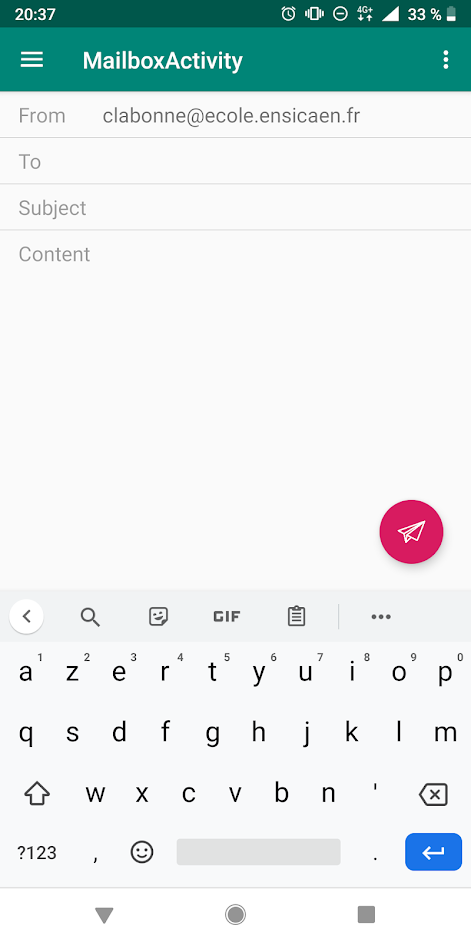 20:37 4G+ 33 %
MailboxActivity
From clabonne@ecole.ensicaen.fr
To
Subject
Content
GIF
a 1 z 2 e 3 r 4 t 5 y 6 u 7 i 8 o 9 p 0
q s d f g h j k l m
w x c v b n '
?123 , .